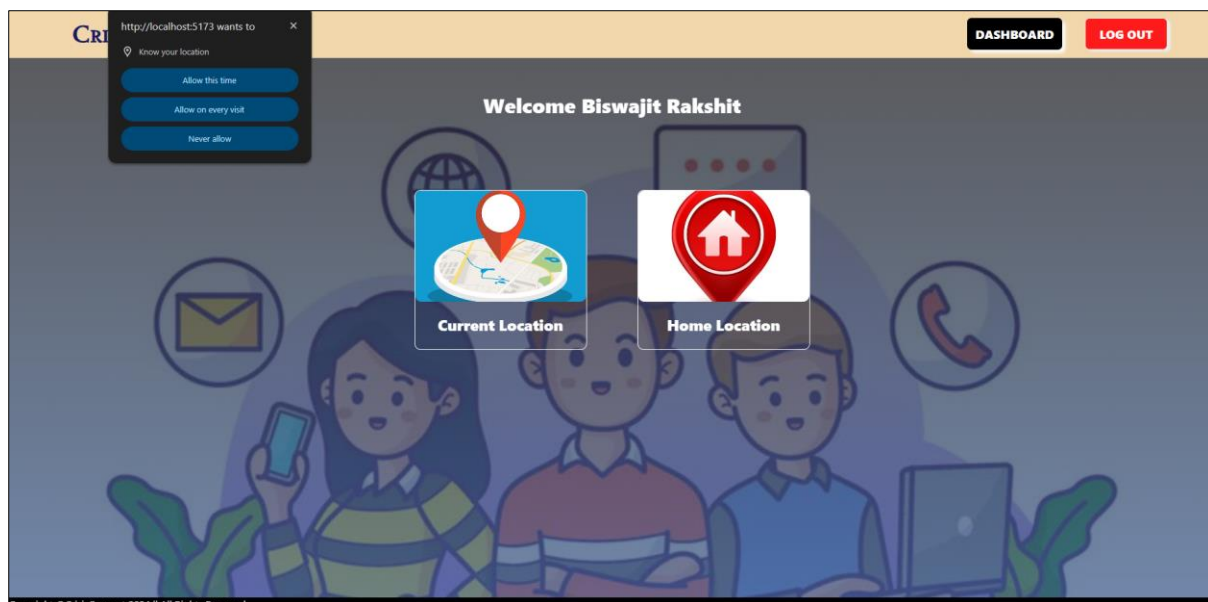 http://localhost:5173 wants to
Know your location
Allow this time
Allow on every visit
Never allow
DASHBOARD
LOG OUT
Welcome Biswajit Rakshit
Current Location
Home Location